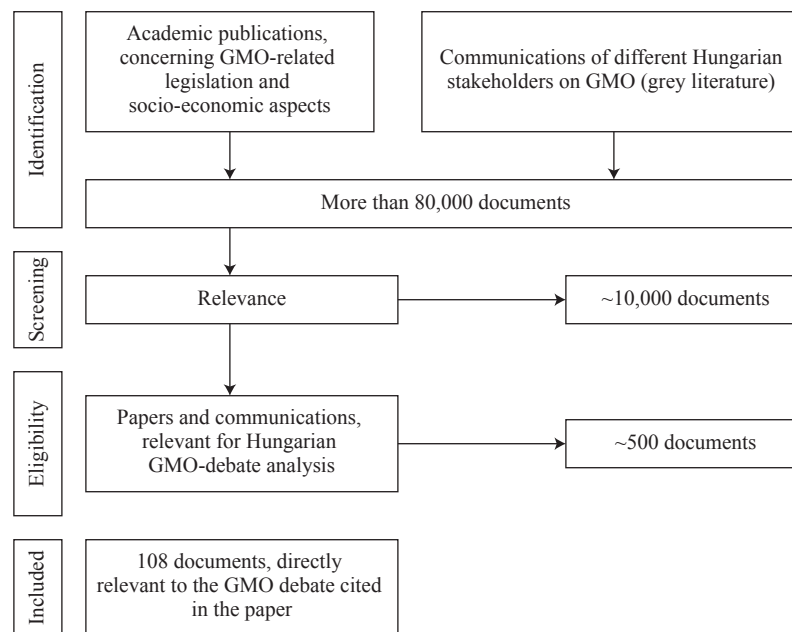 Identification
Academic publications,
concerning GMO-related
legislation and
socio-economic aspects
Communications of different Hungarian
stakeholders on GMO (grey literature)
More than 80,000 documents
Screening
Relevance
~10,000 documents
Eligibility
Papers and communications,
relevant for Hungarian
GMO-debate analysis
~500 documents
Included
108 documents, directly
relevant to the GMO debate cited
in the paper